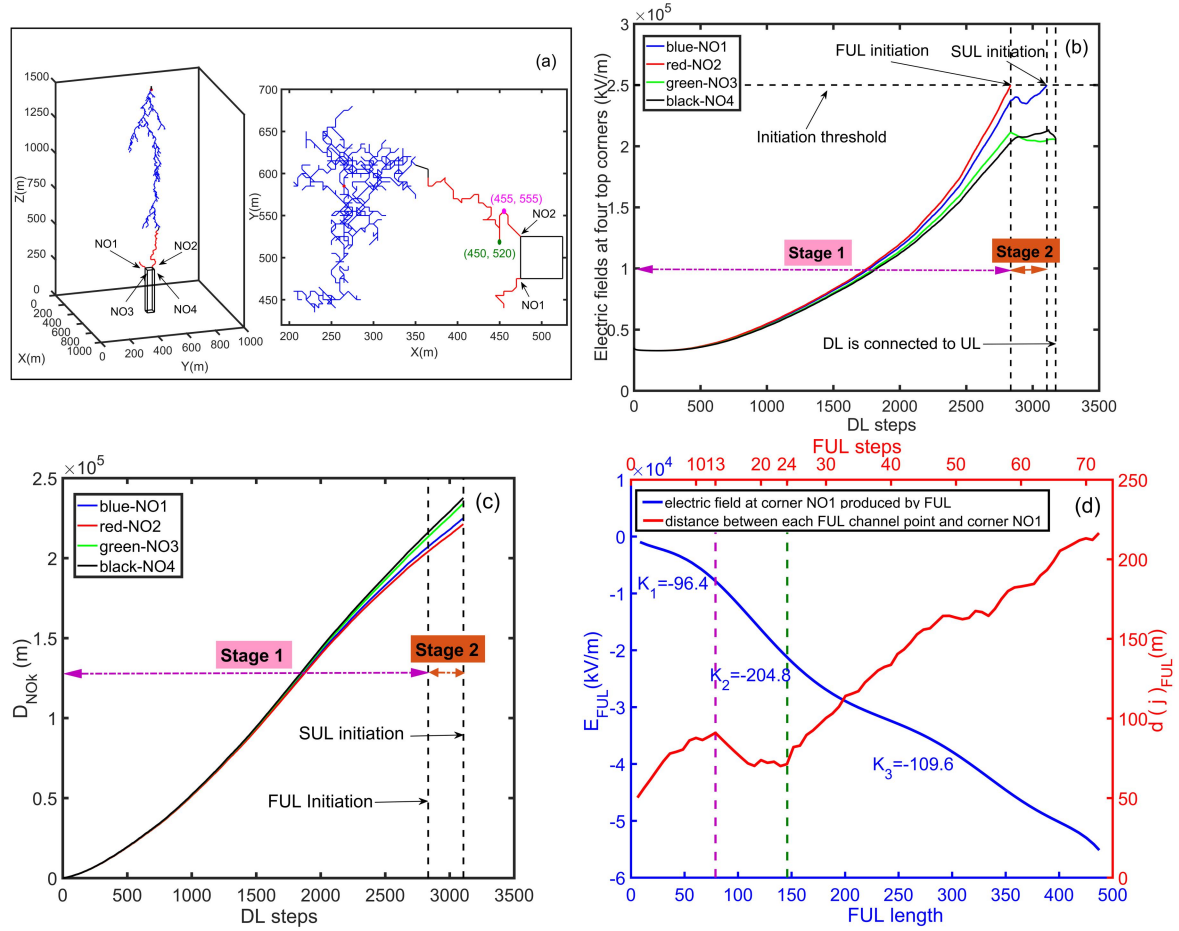 (a)
1500
1250
1000
750
500
250
0
Z(m)
NO1
NO2
NO3
NO4
0
200
400
600
800
1000
X(m)
0
200
400
600
800
1000
Y(m)
700
650
600
550
500
450
Y(m)
(455, 555)
NO2
(450, 520)
NO1
200
250
300
350
400
450
500
X(m)
×10⁵
(b)
3
2.5
2
1.5
1
0.5
0
Electric fields at four top corners (kV/m)
blue-NO1
red-NO2
green-NO3
black-NO4
FUL initiation
SUL initiation
Initiation threshold
Stage 1
Stage 2
DL is connected to UL
0
500
1000
1500
2000
2500
3000
3500
DL steps
×10⁵
(c)
2.5
2
1.5
1
0.5
0
D_NOk (m)
blue-NO1
red-NO2
green-NO3
black-NO4
Stage 1
Stage 2
SUL initiation
FUL Initiation
0
500
1000
1500
2000
2500
3000
3500
DL steps
FUL steps
0
10
13
20
24
30
40
50
60
70
1 ×10⁴
(d)
electric field at corner NO1 produced by FUL
distance between each FUL channel point and corner NO1
0
-1
-2
-3
-4
-5
-6
E_FUL(kV/m)
K₁=-96.4
K₂=-204.8
K₃=-109.6
250
200
150
100
50
0
d ( j )_FUL(m)
0
50
100
150
200
250
300
350
400
450
500
FUL length